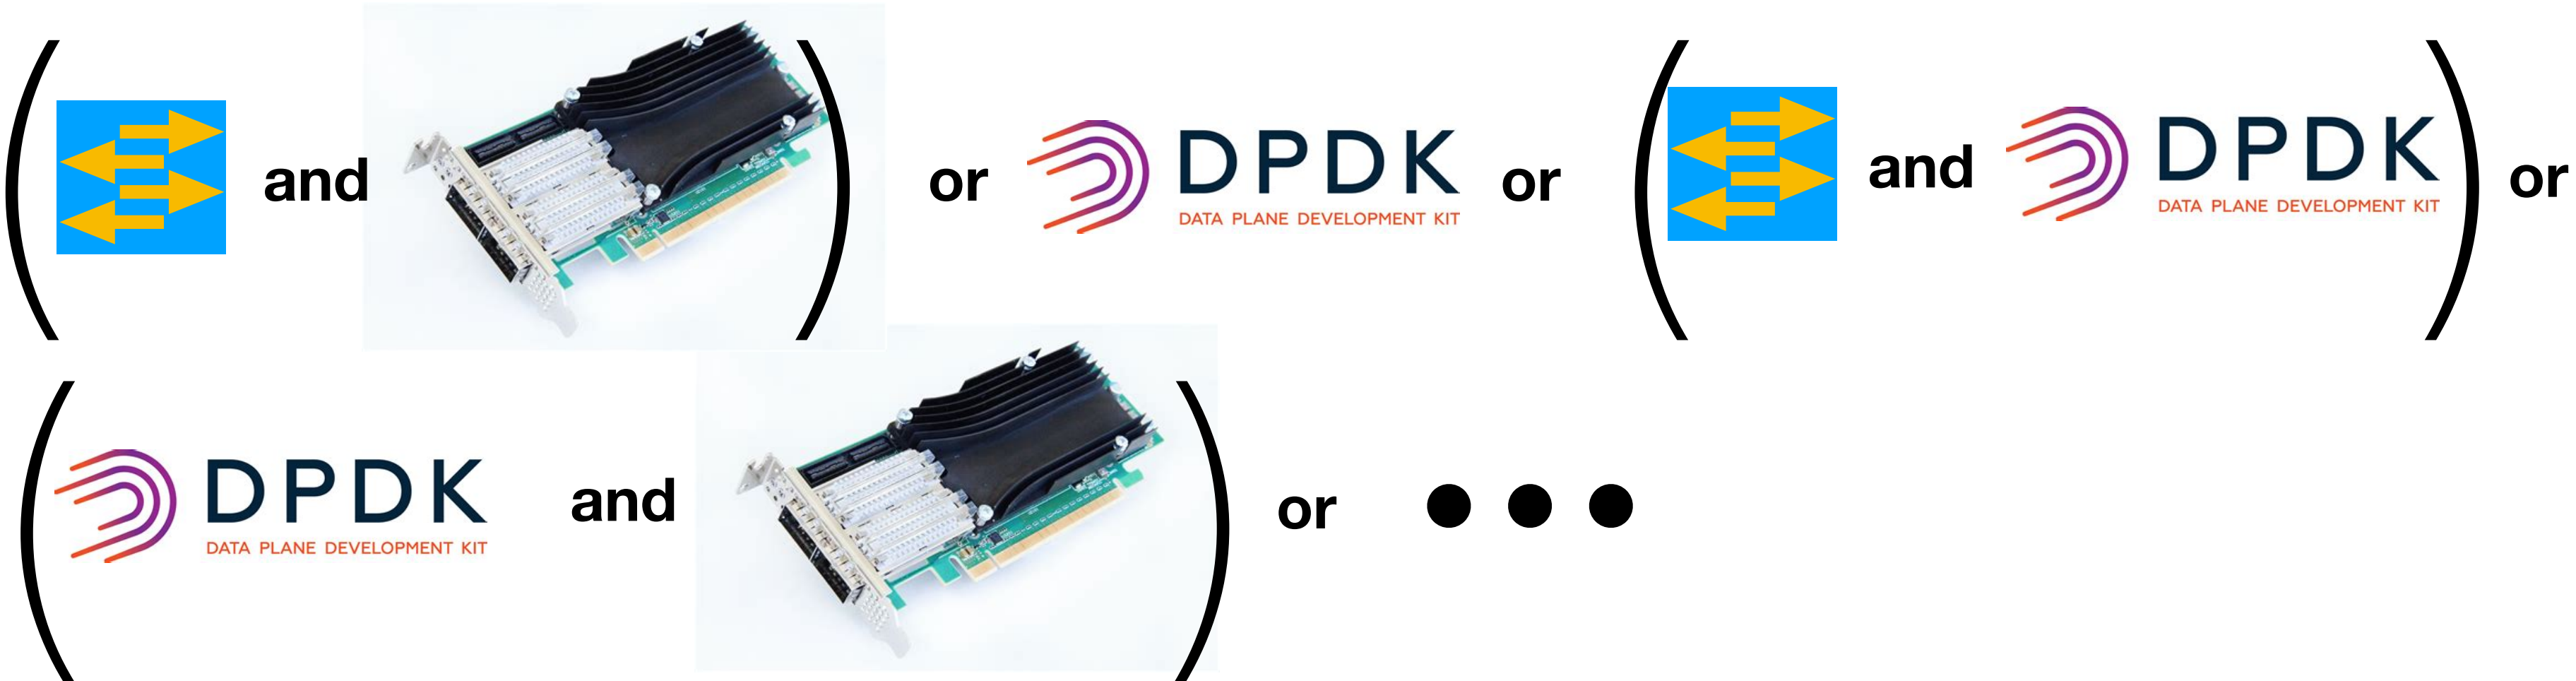 and or DPDK or and DPDK or
DATA PLANE DEVELOPMENT KIT DATA PLANE DEVELOPMENT KIT
DPDK and or
DATA PLANE DEVELOPMENT KIT